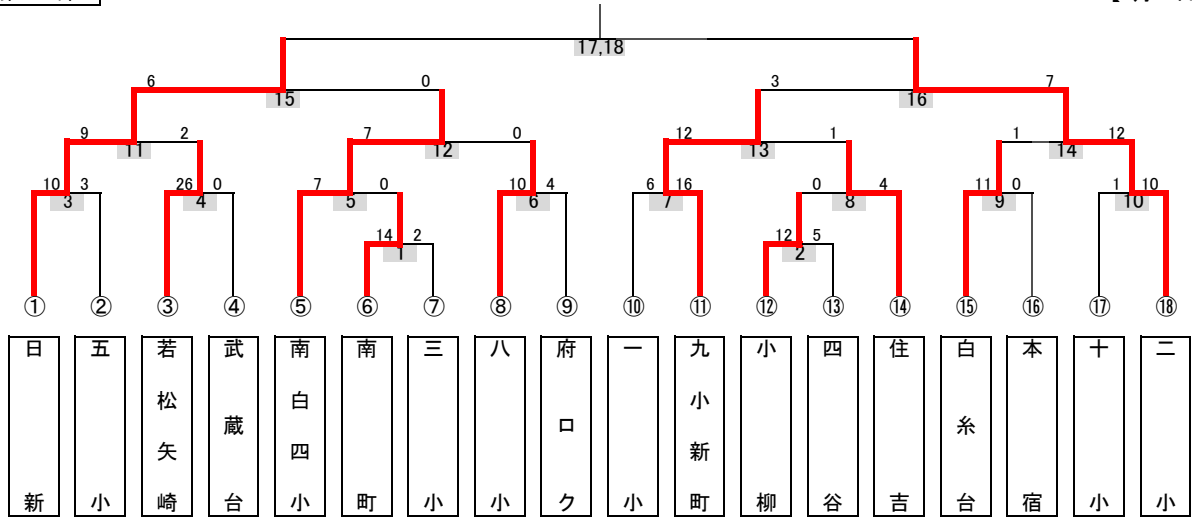 17,18
6 0 3 7
15 16
9 2 7 0 12 1 1 12
11 12 13 14
10 3 26 0 7 0 10 4 6 16 0 4 11 0 1 10
3 4 5 6 7 8 9 10
14 2 12 5
1 2
① ② ③ ④ ⑤ ⑥ ⑦ ⑧ ⑨ ⑩ ⑪ ⑫ ⑬ ⑭ ⑮ ⑯ ⑰ ⑱
日新
五小
若松矢崎
武蔵台
南白四小
南町
三小
八小
府ロク
一小
九小新町
小柳
四谷
住吉
白糸台
本宿
十小
二小